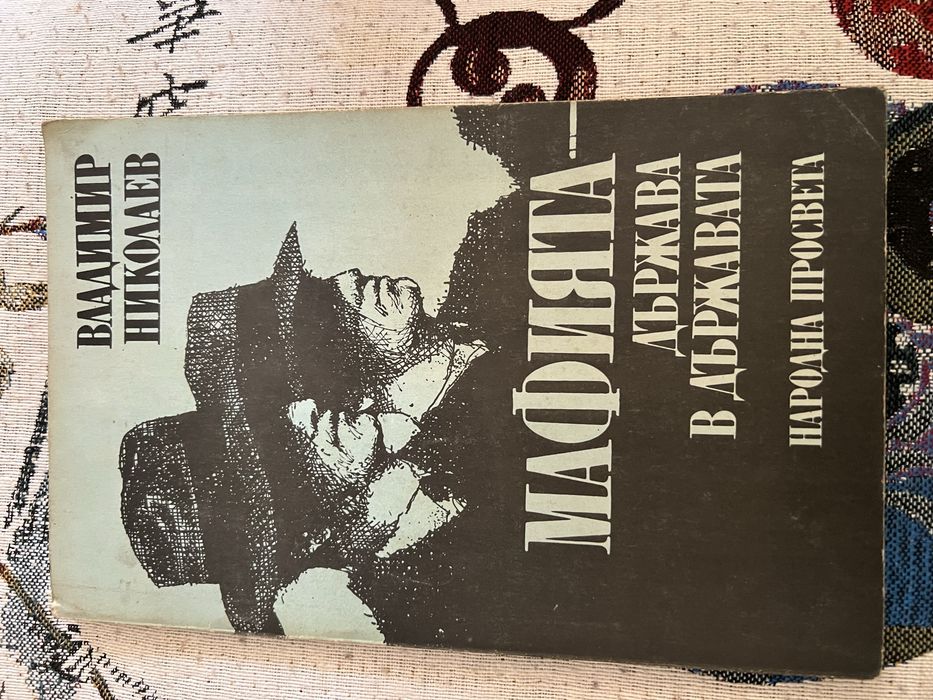 ВЛАДИМИР
НИКОЛАЕВ
МАФИЯТА —
ДЪРЖАВА
В ДЪРЖАВАТА
НАРОДНА ПРОСВЕТА